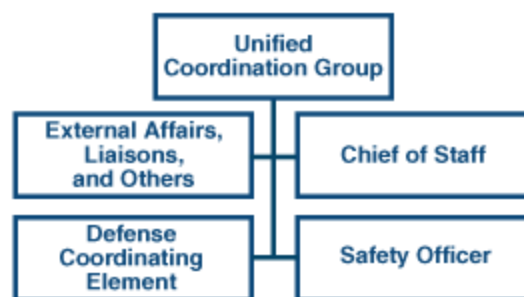 Unified
Coordination Group
External Affairs,
Liaisons,
and Others
Chief of Staff
Defense
Coordinating
Element
Safety Officer